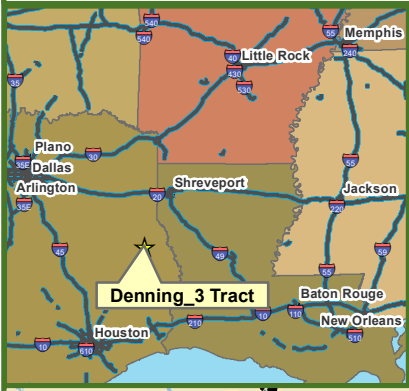 540
55
Memphis
540
240
40
Little Rock
430
35
530
Plano
30
55
35E
Dallas
Arlington
20
Shreveport
Jackson
35E
220
45
49
59
55
Denning_3 Tract
Baton Rouge
10
110
210
New Orleans
Houston
510
10
610